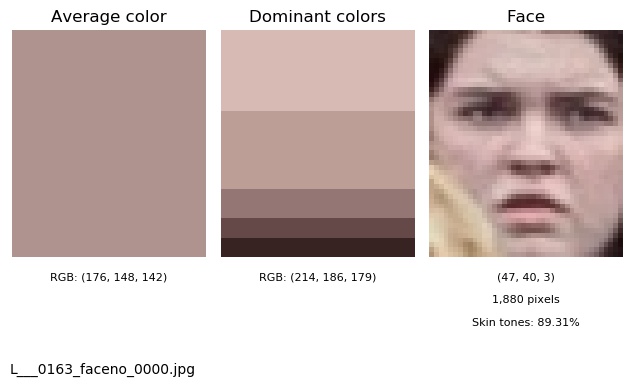 Average color
Dominant colors
Face
RGB: (176, 148, 142)
RGB: (214, 186, 179)
(47, 40, 3)
1,880 pixels
Skin tones: 89.31%
L___0163_faceno_0000.jpg